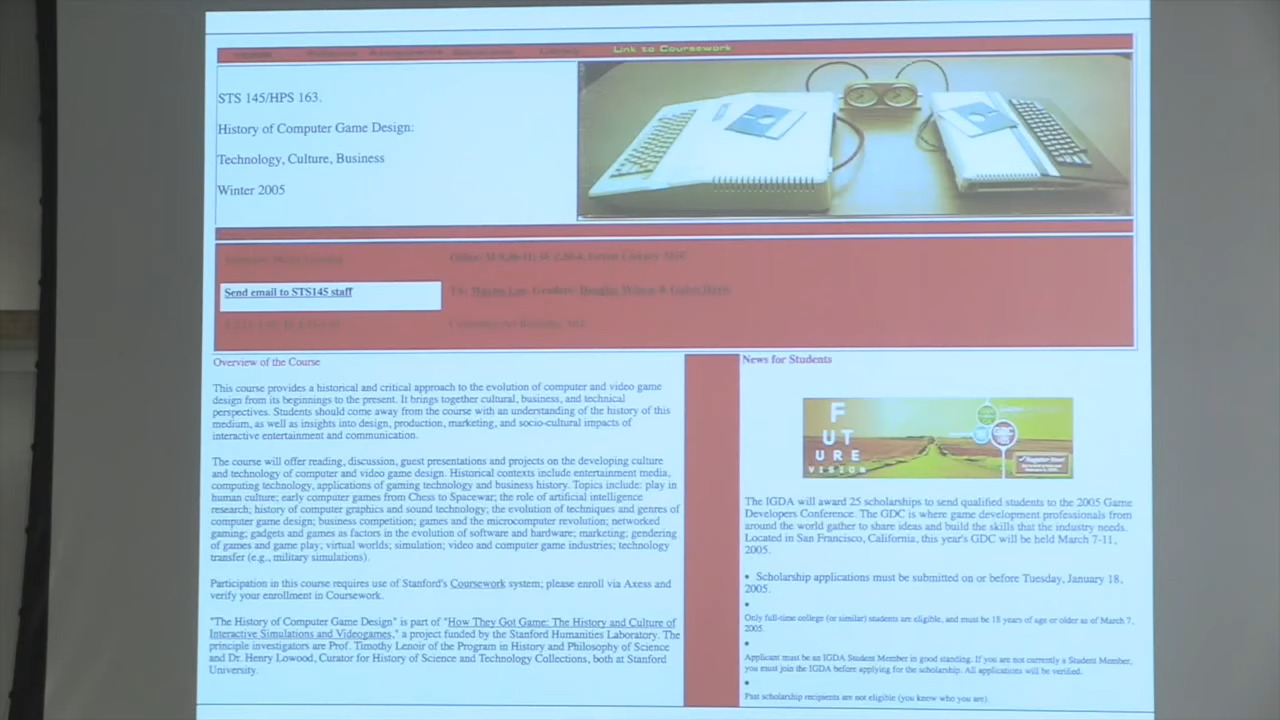 Link to Coursework
STS 145/HPS 163.
History of Computer Game Design:
Technology, Culture, Business
Winter 2005
Send email to STS145 staff
Overview of the Course
This course provides a historical and critical approach to the evolution of computer and video game
design from its beginnings to the present. It brings together cultural, business, and technical
perspectives. Students should come away from the course with an understanding of the history of this
medium, as well as insights into design, production, marketing, and socio-cultural impacts of
interactive entertainment and communication.
The course will offer reading, discussion, guest presentations and projects on the developing culture
and technology of computer and video game design. Historical contexts include entertainment media,
computing technology, applications of gaming technology and business history. Topics include: play in
human culture; early computer games from Chess to Spacewar; the role of artificial intelligence
research; history of computer graphics and sound technology; the evolution of techniques and genres of
computer game design; business competition; games and the microcomputer revolution; networked
gaming; gadgets and games as factors in the evolution of software and hardware; marketing; gendering
of games and game play; virtual worlds; simulation; video and computer game industries; technology
transfer (e.g., military simulations).
Participation in this course requires use of Stanford's Coursework system; please enroll via Axess and
verify your enrollment in Coursework.
"The History of Computer Game Design" is part of "How They Got Game: The History and Culture of
Interactive Simulations and Videogames," a project funded by the Stanford Humanities Laboratory. The
principle investigators are Prof. Timothy Lenoir of the Program in History and Philosophy of Science
and Dr. Henry Lowood, Curator for History of Science and Technology Collections, both at Stanford
University.
News for Students
F
UT
URE
VISION
The IGDA will award 25 scholarships to send qualified students to the 2005 Game
Developers Conference. The GDC is where game development professionals from
around the world gather to share ideas and build the skills that the industry needs.
Located in San Francisco, California, this year's GDC will be held March 7-11,
2005.
• Scholarship applications must be submitted on or before Tuesday, January 18,
2005.
•
Only full-time college (or similar) students are eligible, and must be 18 years of age or older as of March 7,
2005.
•
Applicant must be an IGDA Student Member in good standing. If you are not currently a Student Member,
you must join the IGDA before applying for the scholarship. All applications will be verified.
•
Past scholarship recipients are not eligible (you know who you are)